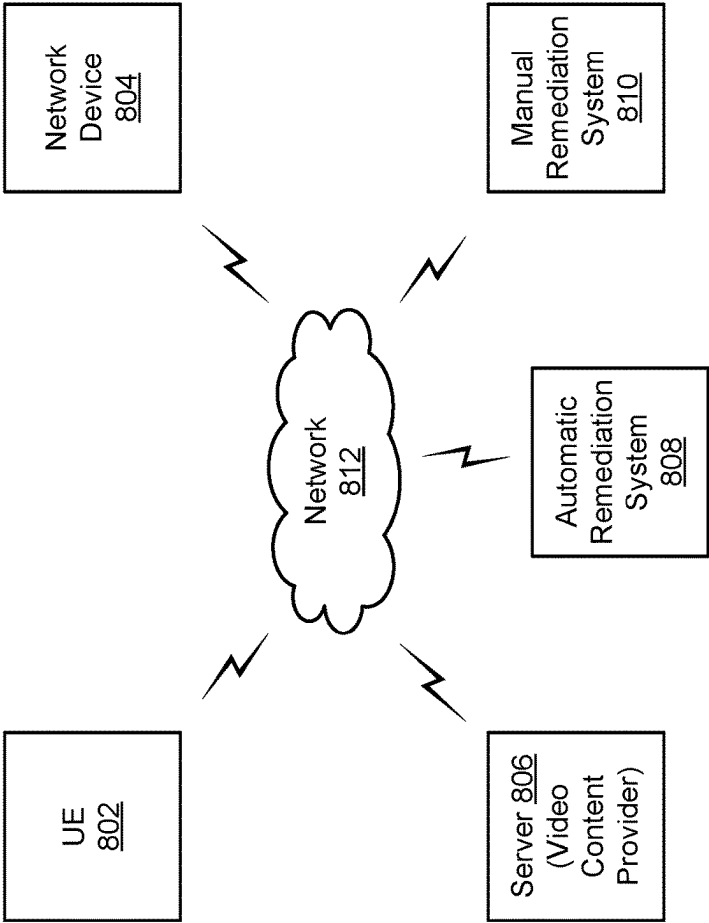 UE
802
Network
Device
804
Network
812
Server 806
(Video
Content
Provider)
Automatic
Remediation
System
808
Manual
Remediation
System
810